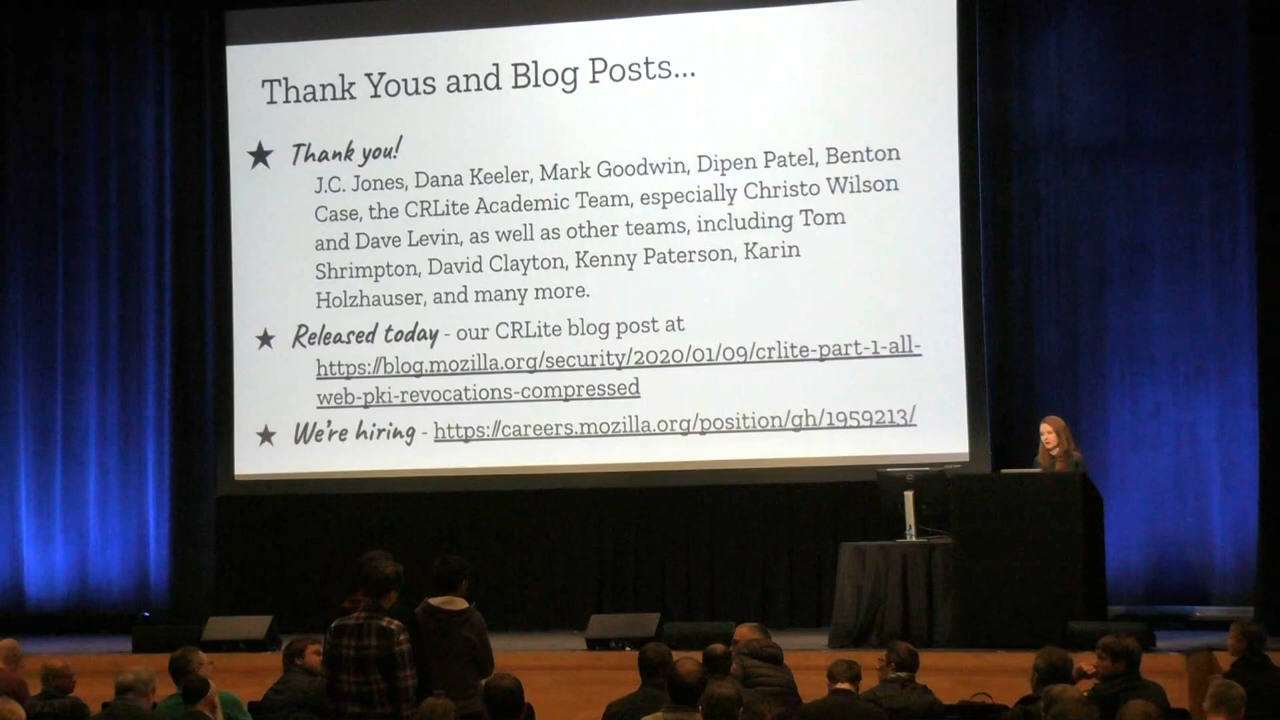 Thank Yous and Blog Posts...
★ Thank you!
J.C. Jones, Dana Keeler, Mark Goodwin, Dipen Patel, Benton
Case, the CRLite Academic Team, especially Christo Wilson
and Dave Levin, as well as other teams, including Tom
Shrimpton, David Clayton, Kenny Paterson, Karin
Holzhauser, and many more.
★ Released today - our CRLite blog post at
https://blog.mozilla.org/security/2020/01/09/crlite-part-1-all-
web-pki-revocations-compressed
★ We're hiring - https://careers.mozilla.org/position/gh/1959213/